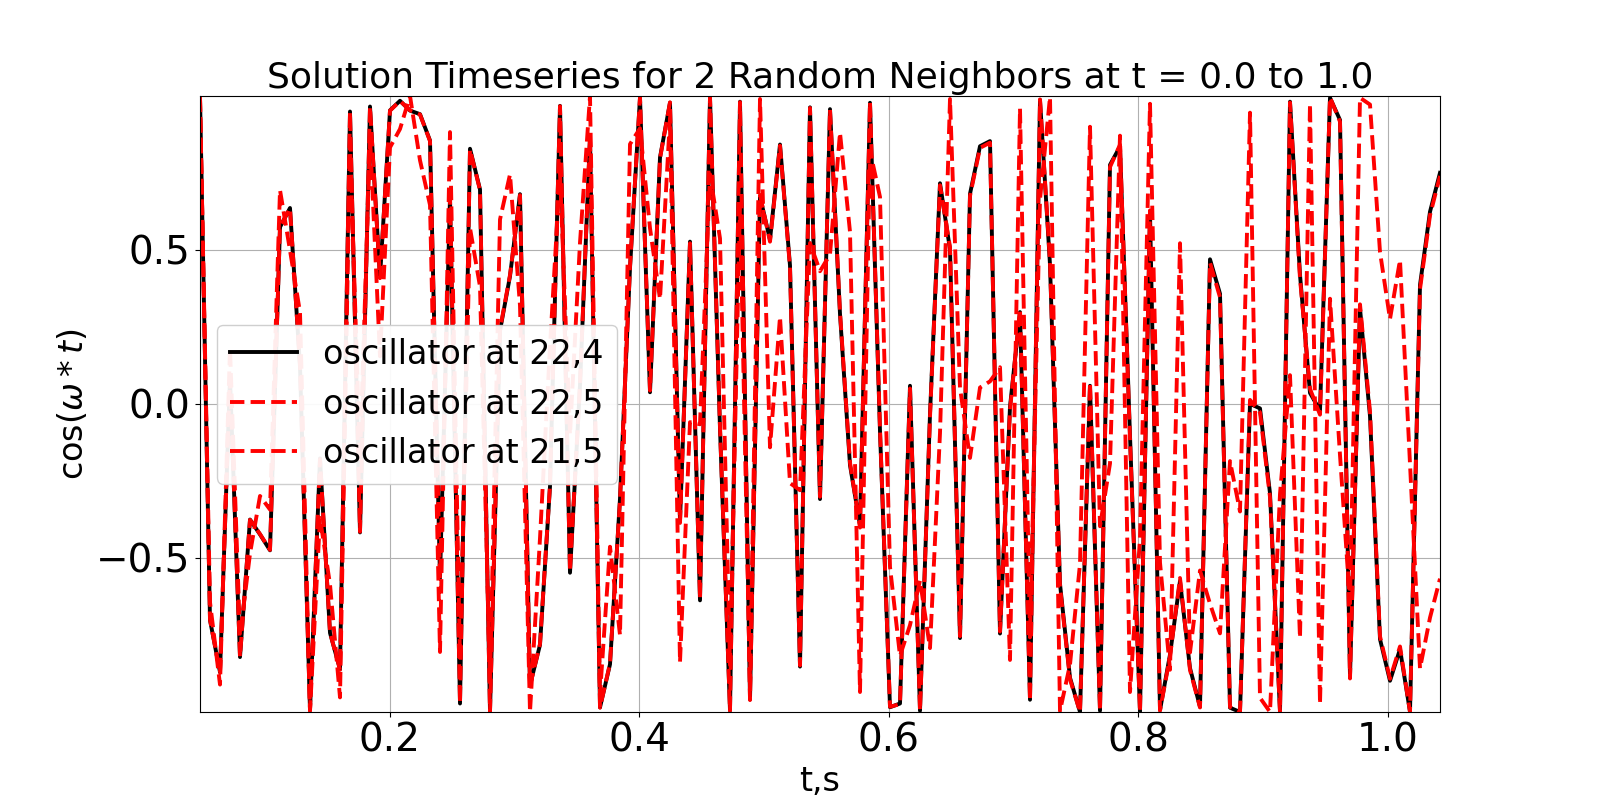 Solution Timeseries for 2 Random Neighbors at t = 0.0 to 1.0
cos(ω * t)
0.5
0.0
−0.5
oscillator at 22,4
oscillator at 22,5
oscillator at 21,5
0.2 0.4 0.6 0.8 1.0
t,s